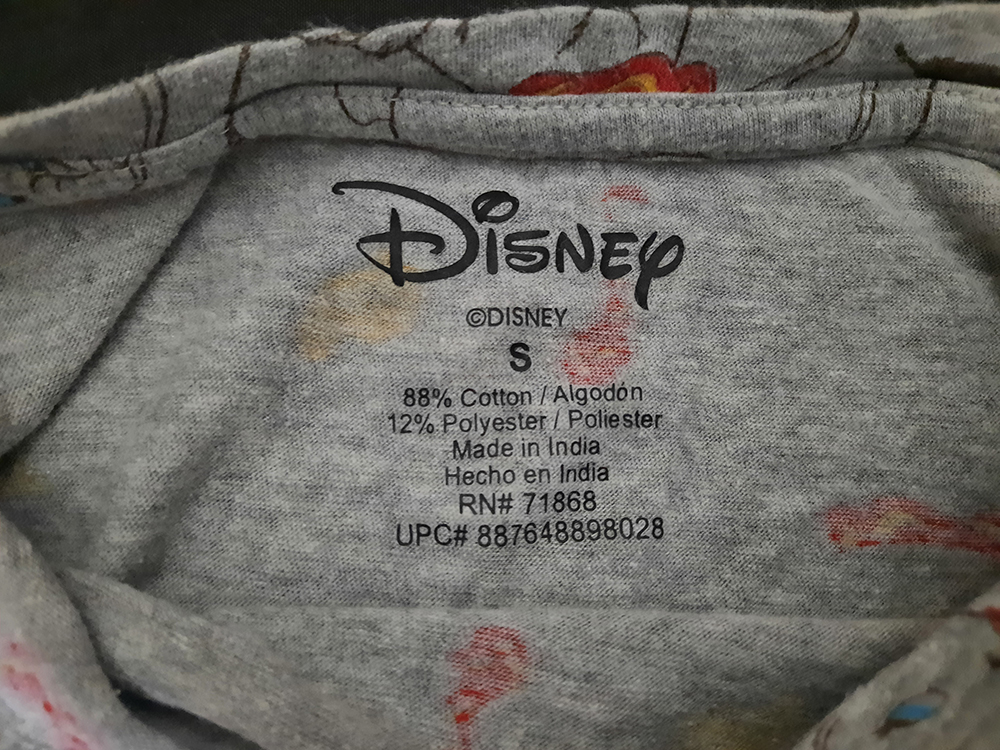 Disney
©DISNEY
S
88% Cotton / Algodón
12% Polyester / Poliester
Made in India
Hecho en India
RN# 71868
UPC# 887648898028